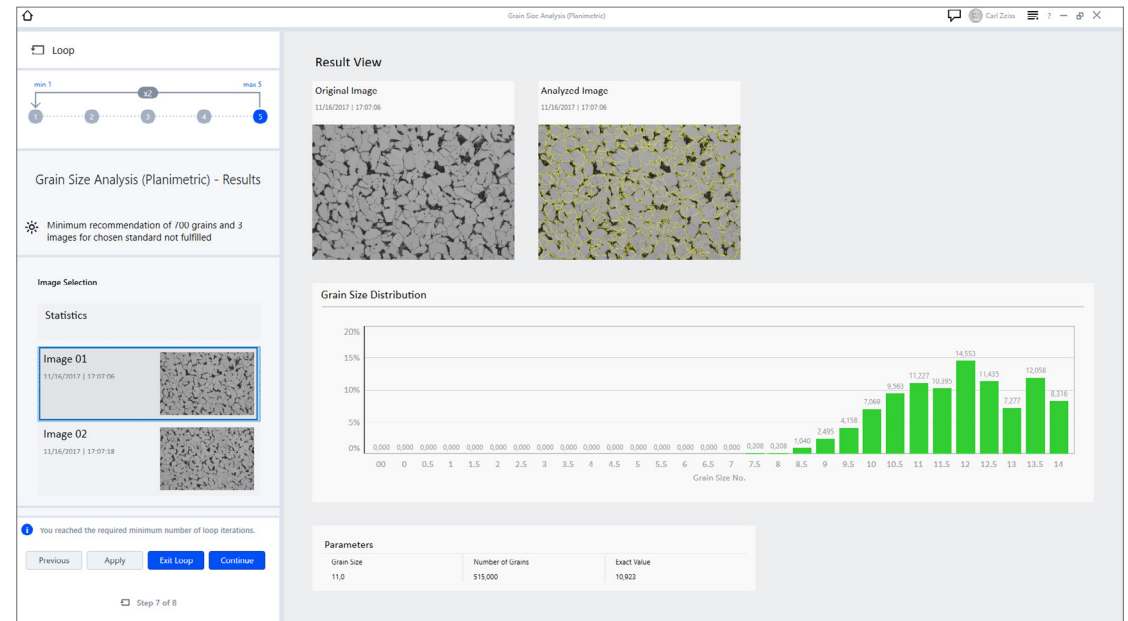 Grain Size Analysis (Planimetric)
Carl Zeiss
?
Loop
min 1
max 5
x2
1 2 3 4 5
Grain Size Analysis (Planimetric) - Results
Minimum recommendation of 700 grains and 3
images for chosen standard not fulfilled
Image Selection
Statistics
Image 01
11/16/2017 | 17:07:06
Image 02
11/16/2017 | 17:07:18
i You reached the required minimum number of loop iterations.
Previous Apply Exit Loop Continue
Step 7 of 8
Result View
Original Image
11/16/2017 | 17:07:06
Analyzed Image
11/16/2017 | 17:07:06
Grain Size Distribution
20%
15%
10%
5%
0%
0,000 0,000 0,000 0,000 0,000 0,000 0,000 0,000 0,000 0,000 0,000 0,000 0,000 0,000 0,000 0,208 0,208 1,040 2,495 4,158 7,069 9,563 11,227 10,395 14,553 11,435 7,277 12,058 8,316
00 0 0.5 1 1.5 2 2.5 3 3.5 4 4.5 5 5.5 6 6.5 7 7.5 8 8.5 9 9.5 10 10.5 11 11.5 12 12.5 13 13.5 14
Grain Size No.
Parameters
Grain Size Number of Grains Exact Value
11,0 515,000 10,923